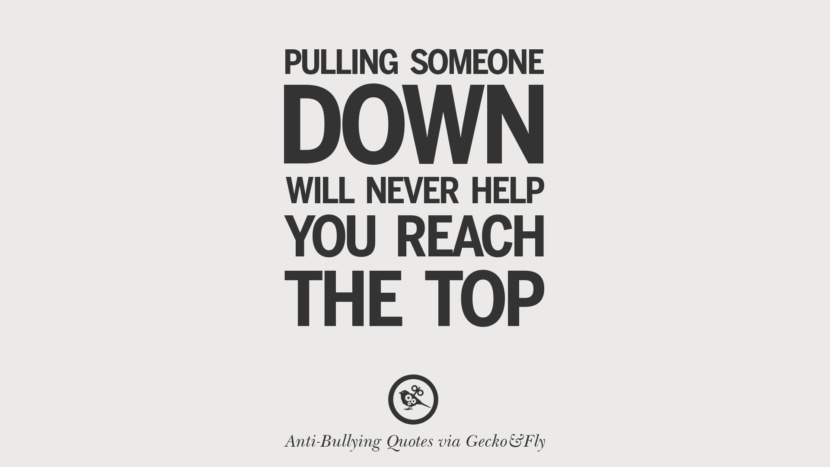 PULLING SOMEONE
DOWN
WILL NEVER HELP
YOU REACH
THE TOP
Anti-Bullying Quotes via Gecko&Fly